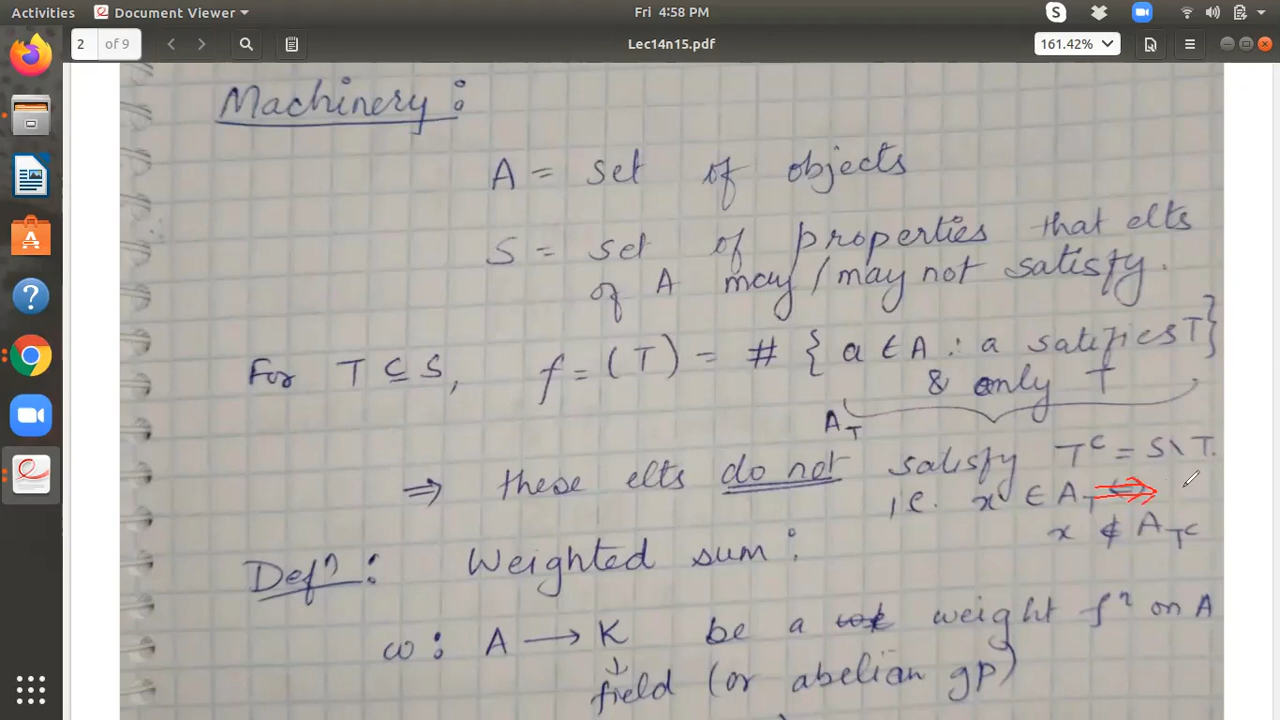 Activities Document Viewer Fri 4:58 PM
2 of 9 Lec14n15.pdf 161.42%
Machinery :
A = set of objects
S = set of properties that elts
of A may / may not satisfy.
For T ⊆ S, f = (T) = # { a ∈ A : a satifies T }
& only T
A_T
⇒ these elts do not satisfy T^c = S \ T.
i.e. x ∈ A_T ⇒
x ∉ A_T^c
Defn : Weighted sum :
ω : A → K be a weight fn on A
↓
field (or abelian gp)